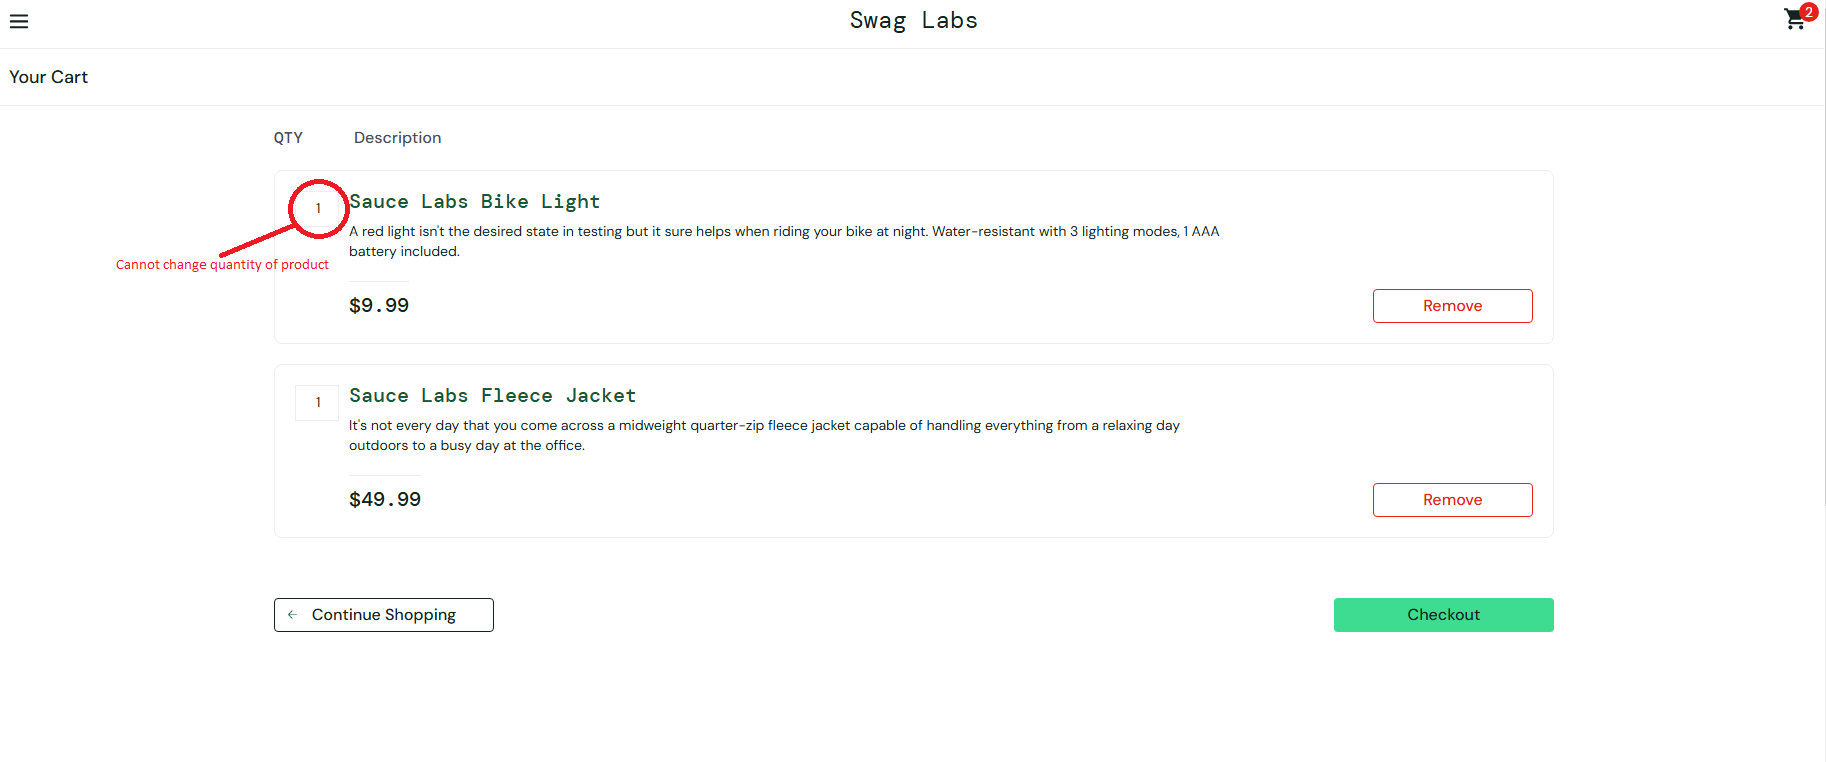 Swag Labs
2
Your Cart
QTY Description
1
Sauce Labs Bike Light
A red light isn't the desired state in testing but it sure helps when riding your bike at night. Water-resistant with 3 lighting modes, 1 AAA
battery included.
Cannot change quantity of product
$9.99
Remove
1
Sauce Labs Fleece Jacket
It's not every day that you come across a midweight quarter-zip fleece jacket capable of handling everything from a relaxing day
outdoors to a busy day at the office.
$49.99
Remove
Continue Shopping
Checkout